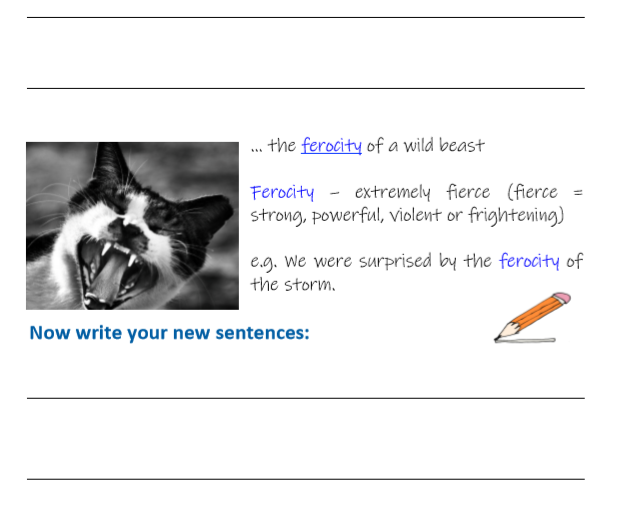 ... the ferocity of a wild beast
Ferocity – extremely fierce (fierce =
strong, powerful, violent or frightening)
e.g. We were surprised by the ferocity of
the storm.
Now write your new sentences: